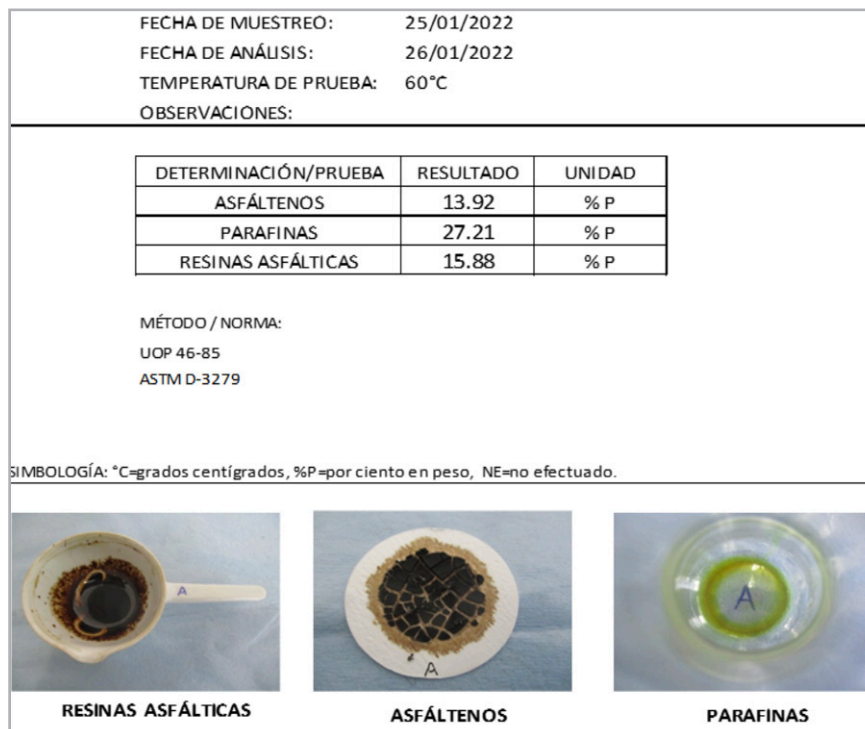 FECHA DE MUESTREO: 25/01/2022
FECHA DE ANÁLISIS: 26/01/2022
TEMPERATURA DE PRUEBA: 60°C
OBSERVACIONES:
DETERMINACIÓN/PRUEBA RESULTADO UNIDAD
ASFÁLTENOS 13.92 % P
PARAFINAS 27.21 % P
RESINAS ASFÁLTICAS 15.88 % P
MÉTODO / NORMA:
UOP 46-85
ASTM D-3279
SIMBOLOGÍA: °C=grados centígrados, %P=por ciento en peso, NE=no efectuado.
A
A
A
RESINAS ASFÁLTICAS
ASFÁLTENOS
PARAFINAS